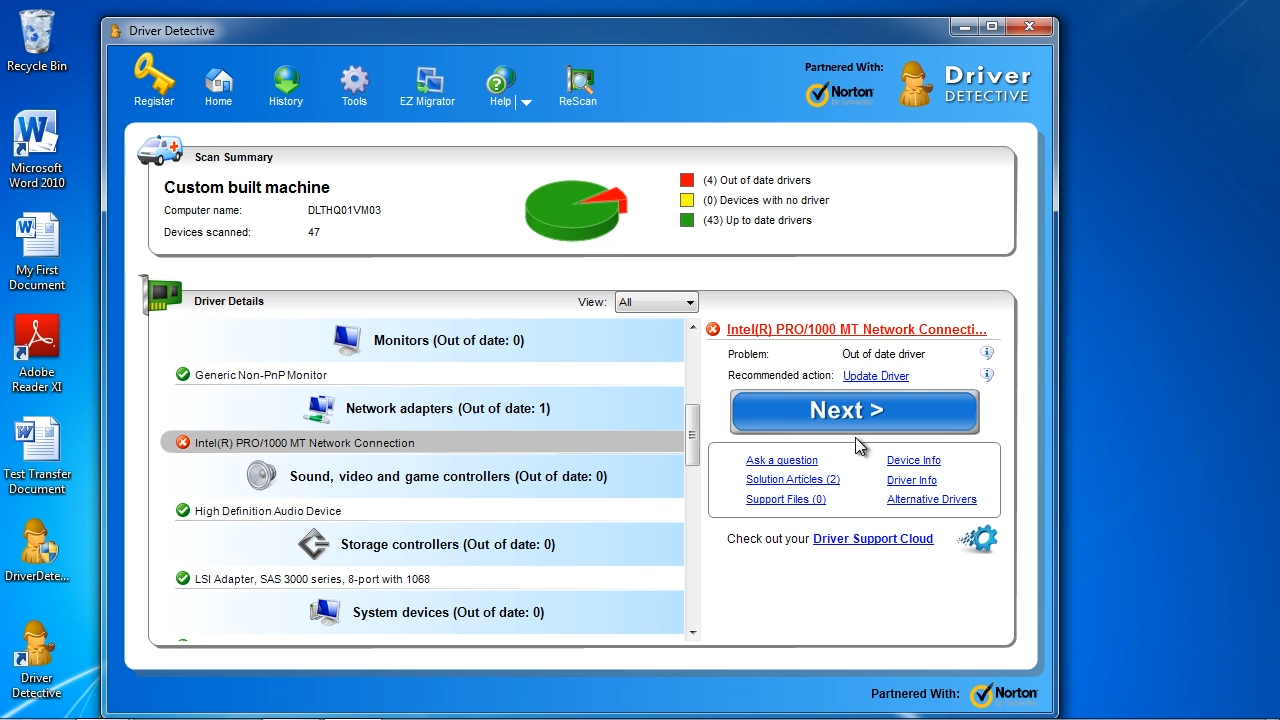 Recycle Bin
Microsoft
Word 2010
My First
Document
Adobe
Reader XI
Test Transfer
Document
DriverDete...
Driver
Detective
Driver Detective
Register
Home
History
Tools
EZ Migrator
Help
ReScan
Partnered With:
Norton
by Symantec
Driver
DETECTIVE
Scan Summary
Custom built machine
Computer name: DLTHQ01VM03
Devices scanned: 47
(4) Out of date drivers
(0) Devices with no driver
(43) Up to date drivers
Driver Details
View: All
Monitors (Out of date: 0)
Generic Non-PnP Monitor
Network adapters (Out of date: 1)
Intel(R) PRO/1000 MT Network Connection
Sound, video and game controllers (Out of date: 0)
High Definition Audio Device
Storage controllers (Out of date: 0)
LSI Adapter, SAS 3000 series, 8-port with 1068
System devices (Out of date: 0)
Intel(R) PRO/1000 MT Network Connecti...
Problem: Out of date driver
Recommended action: Update Driver
Next >
Ask a question
Device Info
Solution Articles (2)
Driver Info
Support Files (0)
Alternative Drivers
Check out your Driver Support Cloud
Partnered With:
Norton